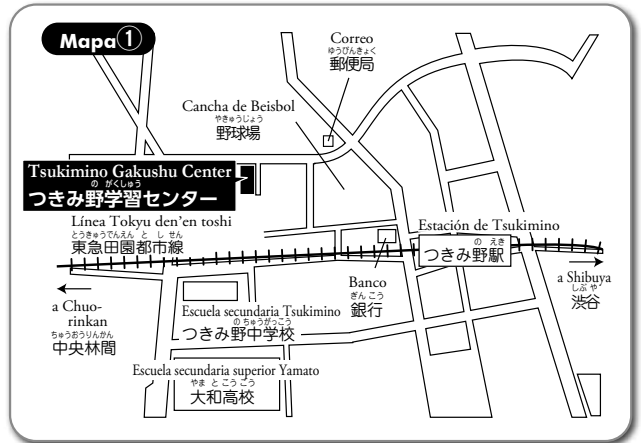 Mapa①
Correo
ゆうびんきょく
郵便局
Cancha de Beisbol
やきゅうじょう
野球場
Tsukimino Gakushu Center
の がくしゅう
つきみ野学習センター
Línea Tokyu den'en toshi
とうきゅうでんえん と し せん
東急田園都市線
Estación de Tsukimino
の えき
つきみ野駅
a Chuo-
rinkan
ちゅうおうりんかん
中央林間
Banco
ぎんこう
銀行
a Shibuya
しぶ や
渋谷
Escuela secundaria Tsukimino
の ちゅうがっこう
つきみ野中学校
Escuela secundaria superior Yamato
やま と こうこう
大和高校